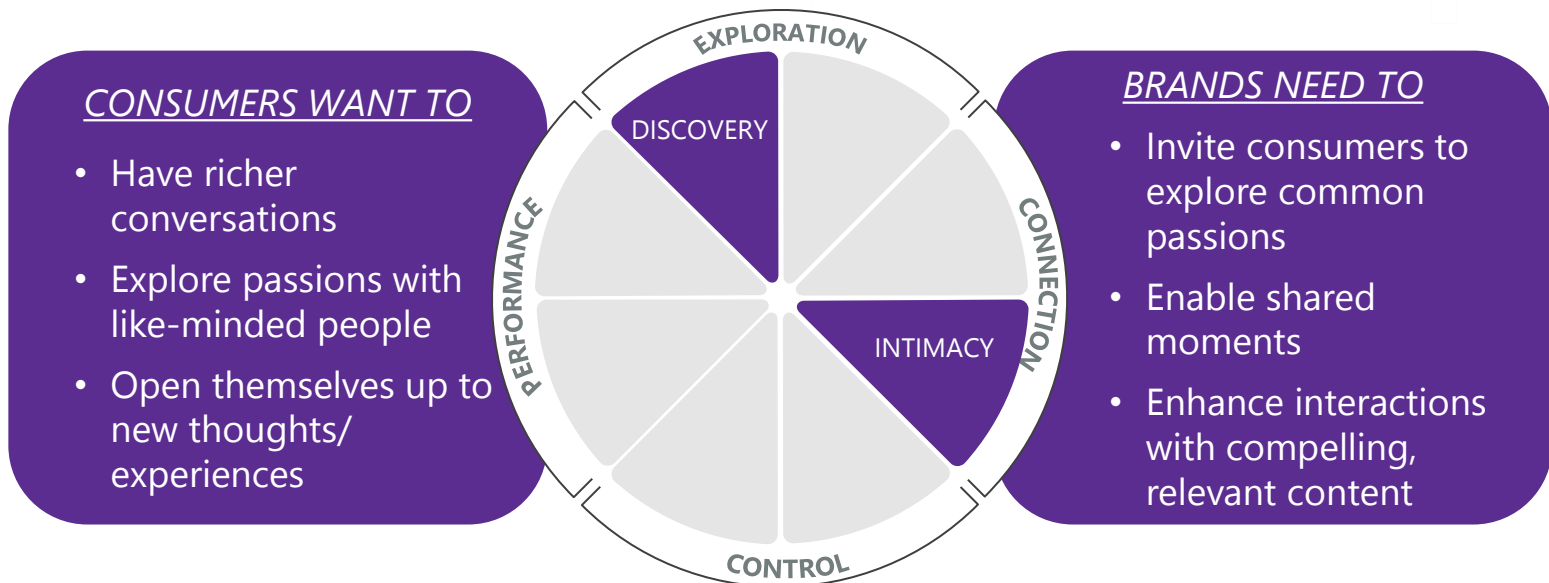 CONSUMERS WANT TO
• Have richer
conversations
• Explore passions with
like-minded people
• Open themselves up to
new thoughts/
experiences
EXPLORATION
DISCOVERY
PERFORMANCE
CONNECTION
INTIMACY
CONTROL
BRANDS NEED TO
• Invite consumers to
explore common
passions
• Enable shared
moments
• Enhance interactions
with compelling,
relevant content